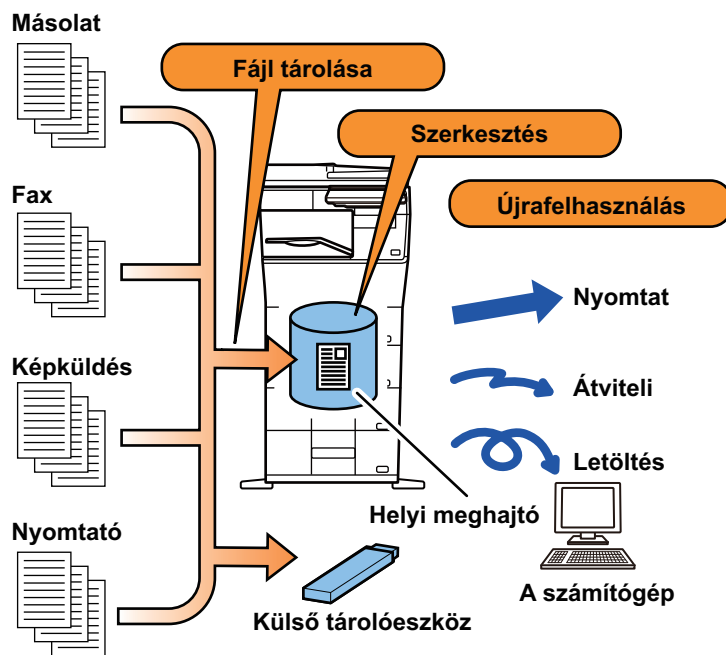 Másolat
Fájl tárolása
Szerkesztés
Fax
Újrafelhasználás
Nyomtat
Képküldés
Átviteli
Letöltés
Helyi meghajtó
Nyomtató
A számítógép
Külső tárolóeszköz